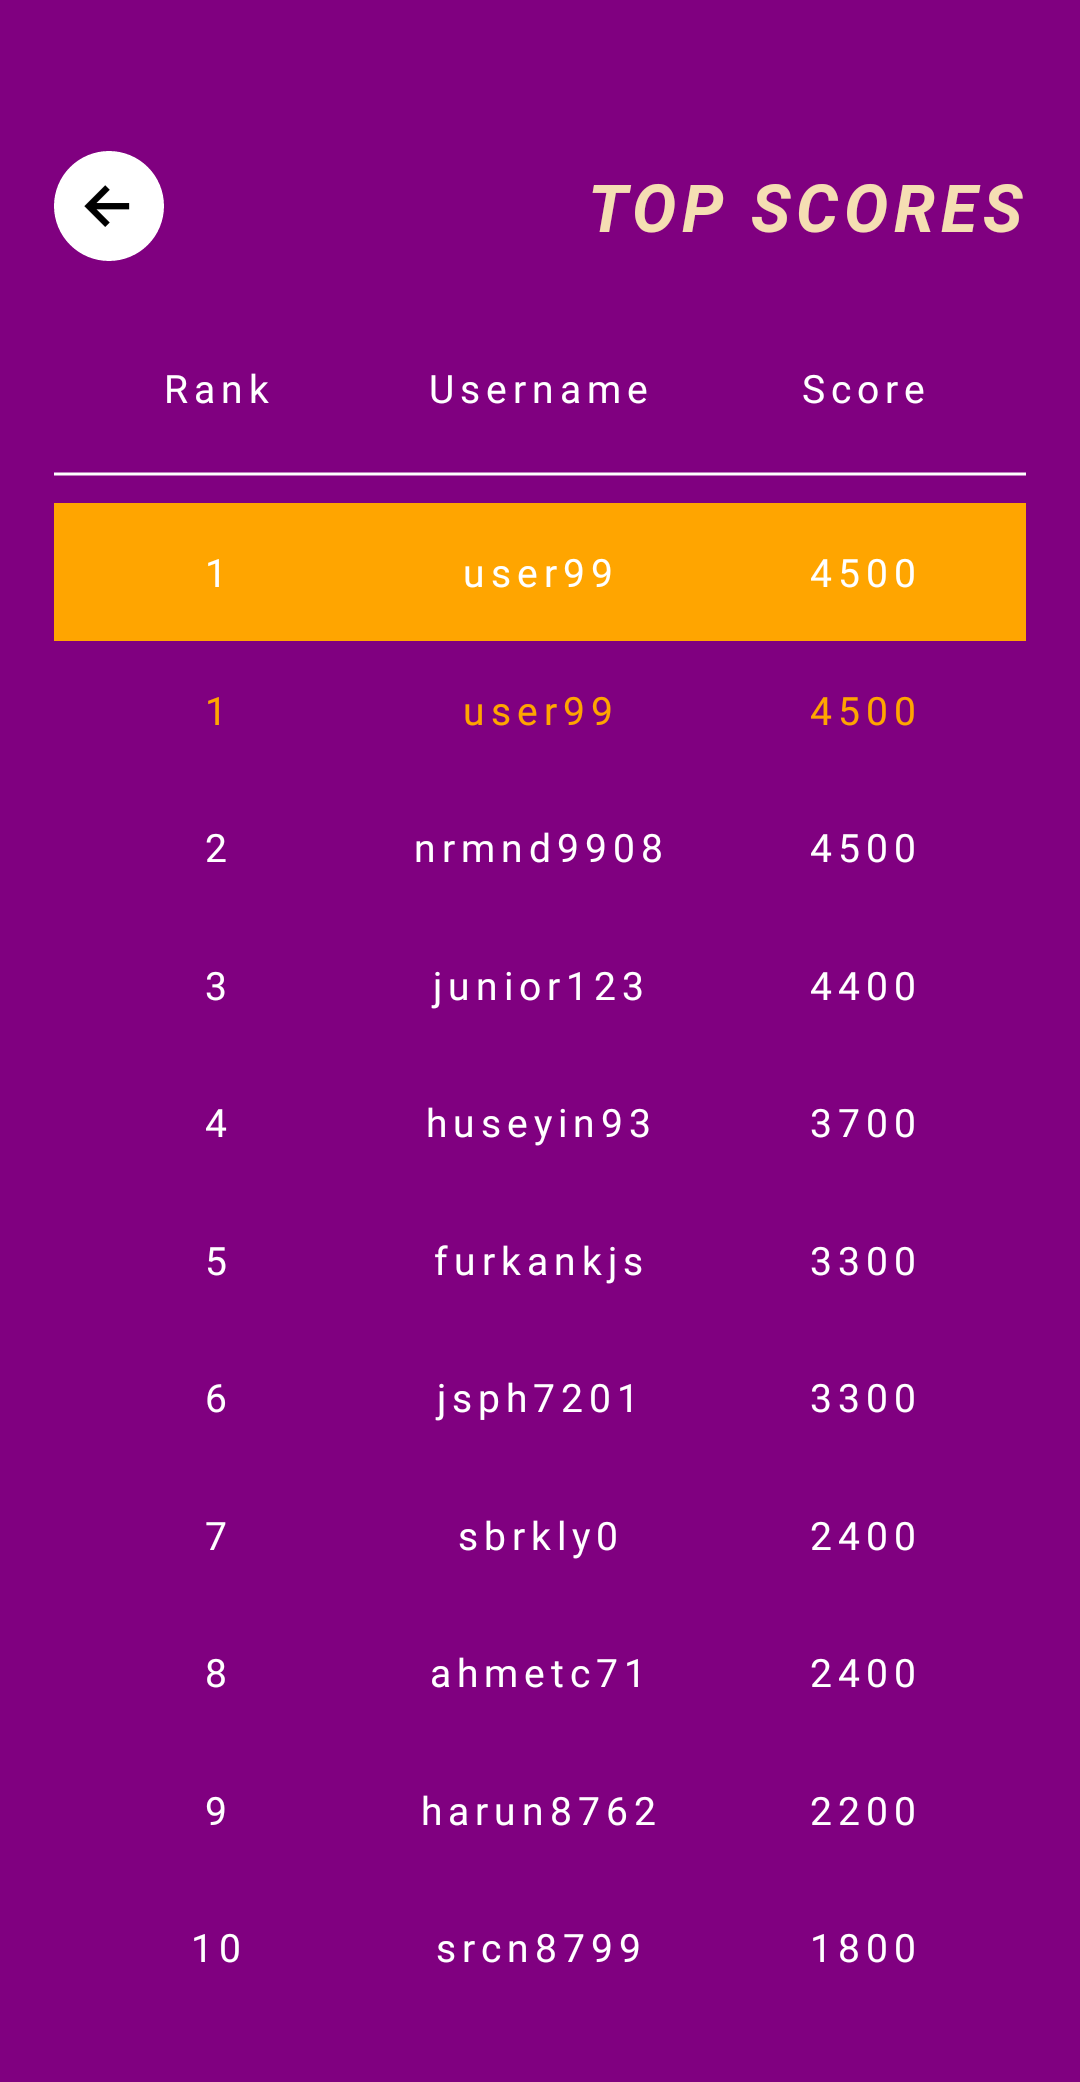 TOP SCORES
Rank Username Score
1 user99 4500
1 user99 4500
2 nrmnd9908 4500
3 junior123 4400
4 huseyin93 3700
5 furkankjs 3300
6 jsph7201 3300
7 sbrkly0 2400
8 ahmetc71 2400
9 harun8762 2200
10 srcn8799 1800